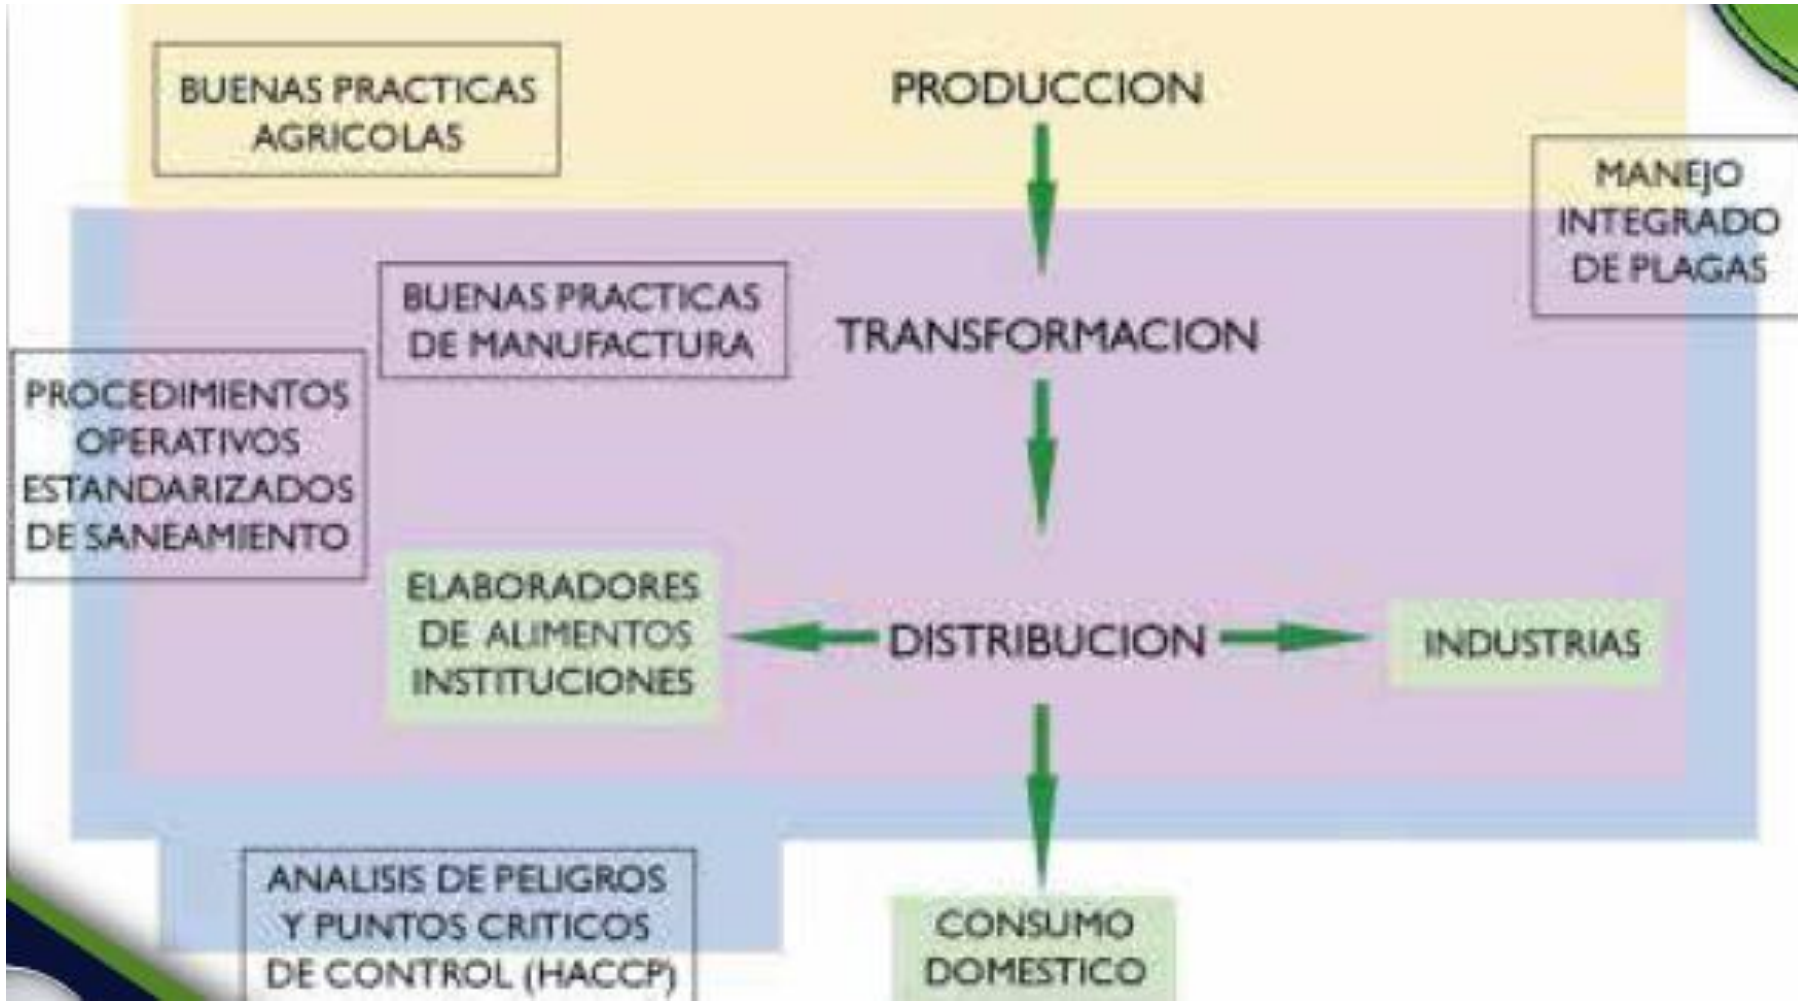 BUENAS PRACTICAS
AGRICOLAS
PRODUCCION
MANEJO
INTEGRADO
DE PLAGAS
BUENAS PRACTICAS
DE MANUFACTURA
TRANSFORMACION
PROCEDIMIENTOS
OPERATIVOS
ESTANDARIZADOS
DE SANEAMIENTO
ELABORADORES
DE ALIMENTOS
INSTITUCIONES
DISTRIBUCION
INDUSTRIAS
ANALISIS DE PELIGROS
Y PUNTOS CRITICOS
DE CONTROL (HACCP)
CONSUMO
DOMESTICO